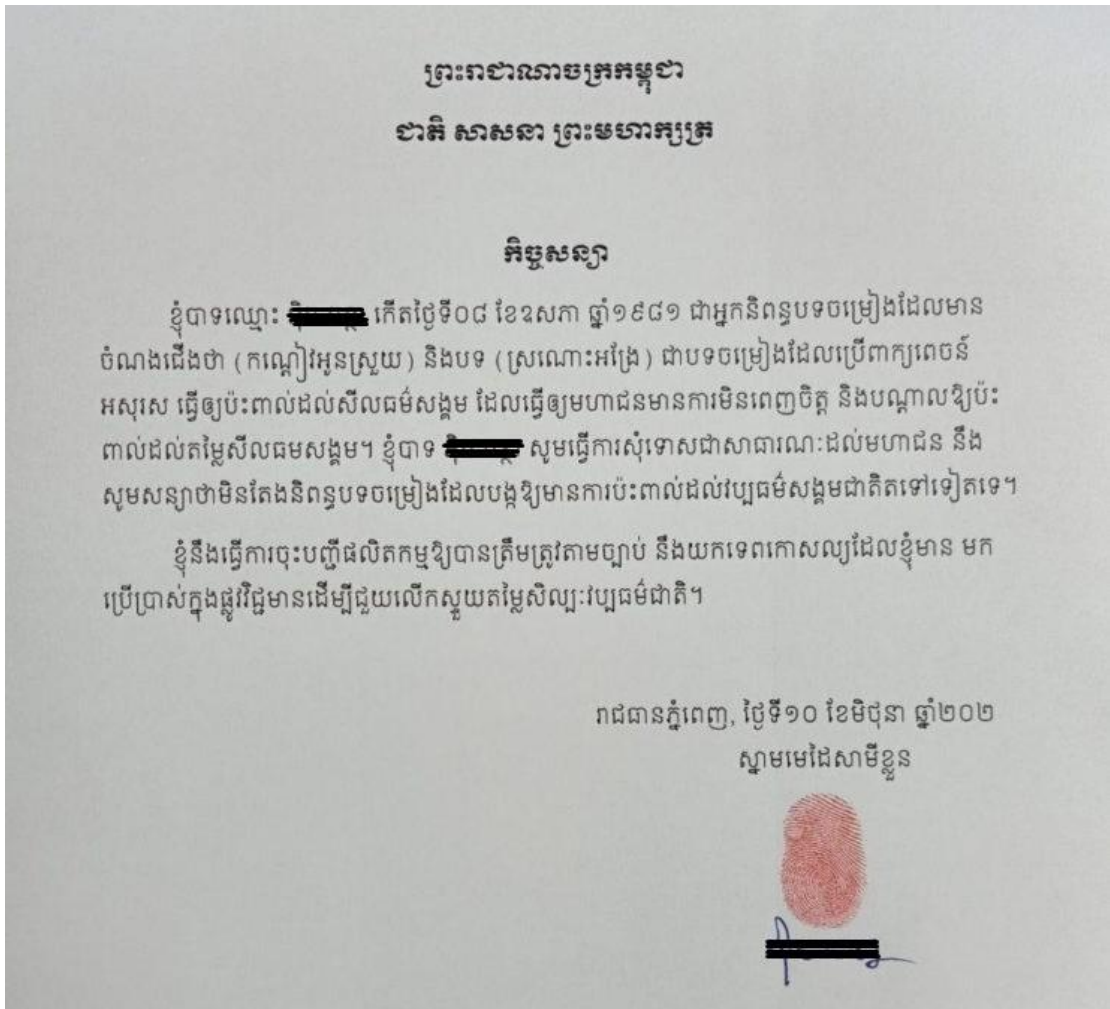 ព្រះរាជាណាចក្រកម្ពុជា
ជាតិ សាសនា ព្រះមហាក្សត្រ
កិច្ចសន្យា
ខ្ញុំបាទឈ្មោះ កើតថ្ងៃទី០៨ ខែឧសភា ឆ្នាំ១៩៨១ ជាអ្នកនិពន្ធបទចម្រៀងដែលមាន
ចំណងជើងថា (កណ្ដៀវអូនស្រួយ) និងបទ (ស្រណោះអង្រែ) ជាបទចម្រៀងដែលប្រើពាក្យពេចន៍
អសុរស ធ្វើឲ្យប៉ះពាល់ដល់សីលធម៌សង្គម ដែលធ្វើឲ្យមហាជនមានការមិនពេញចិត្ត និងបណ្ដាលឱ្យប៉ះ
ពាល់ដល់តម្លៃសីលធមសង្គម។ ខ្ញុំបាទ សូមធ្វើការសុំទោសជាសាធារណៈដល់មហាជន នឹង
សូមសន្យាថាមិនតែងនិពន្ធបទចម្រៀងដែលបង្កឱ្យមានការប៉ះពាល់ដល់វប្បធម៌សង្គមជាតិតទៅទៀតទេ។
ខ្ញុំនឹងធ្វើការចុះបញ្ជីផលិតកម្មឱ្យបានត្រឹមត្រូវតាមច្បាប់ នឹងយកទេពកោសល្យដែលខ្ញុំមាន មក
ប្រើប្រាស់ក្នុងផ្លូវវិជ្ជមានដើម្បីជួយលើកស្ទួយតម្លៃសិល្បៈវប្បធម៌ជាតិ។
រាជធានភ្នំពេញ, ថ្ងៃទី១០ ខែមិថុនា ឆ្នាំ២០២
ស្នាមមេដៃសាមីខ្លួន